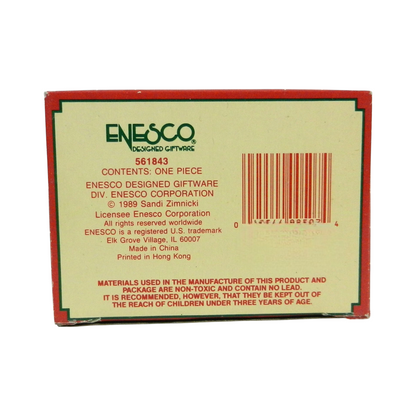 ENESCO®
DESIGNED GIFTWARE
561843
CONTENTS: ONE PIECE
ENESCO DESIGNED GIFTWARE
DIV. ENESCO CORPORATION
© 1989 Sandi Zimnicki
Licensee Enesco Corporation
All rights reserved worldwide
ENESCO is a registered U.S. trademark
Elk Grove Village, IL 60007
Made in China
Printed in Hong Kong
MATERIALS USED IN THE MANUFACTURE OF THIS PRODUCT AND
PACKAGE ARE NON-TOXIC AND CONTAIN NO LEAD.
IT IS RECOMMENDED, HOWEVER, THAT THEY BE KEPT OUT OF
THE REACH OF CHILDREN UNDER THREE YEARS OF AGE.